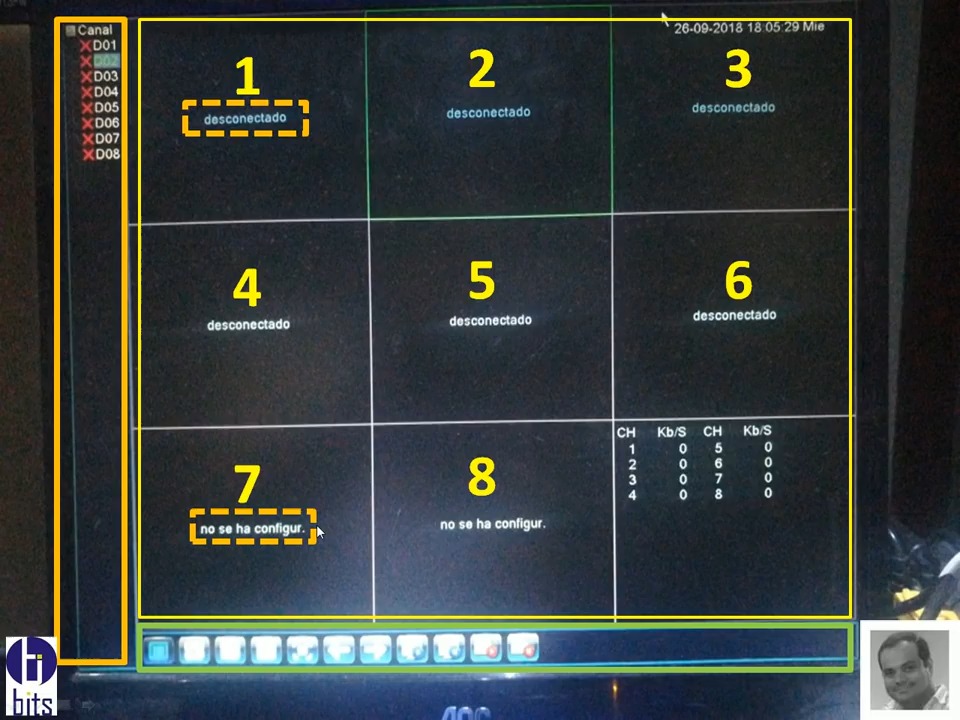 Canal
D01
D02
D03
D04
D05
D06
D07
D08
26-09-2018 18:05:29 Mie
1
desconectado
2
desconectado
3
desconectado
4
desconectado
5
desconectado
6
desconectado
7
no se ha configur.
8
no se ha configur.
CH Kb/S CH Kb/S
1 0 5 0
2 0 6 0
3 0 7 0
4 0 8 0
bits
AOC